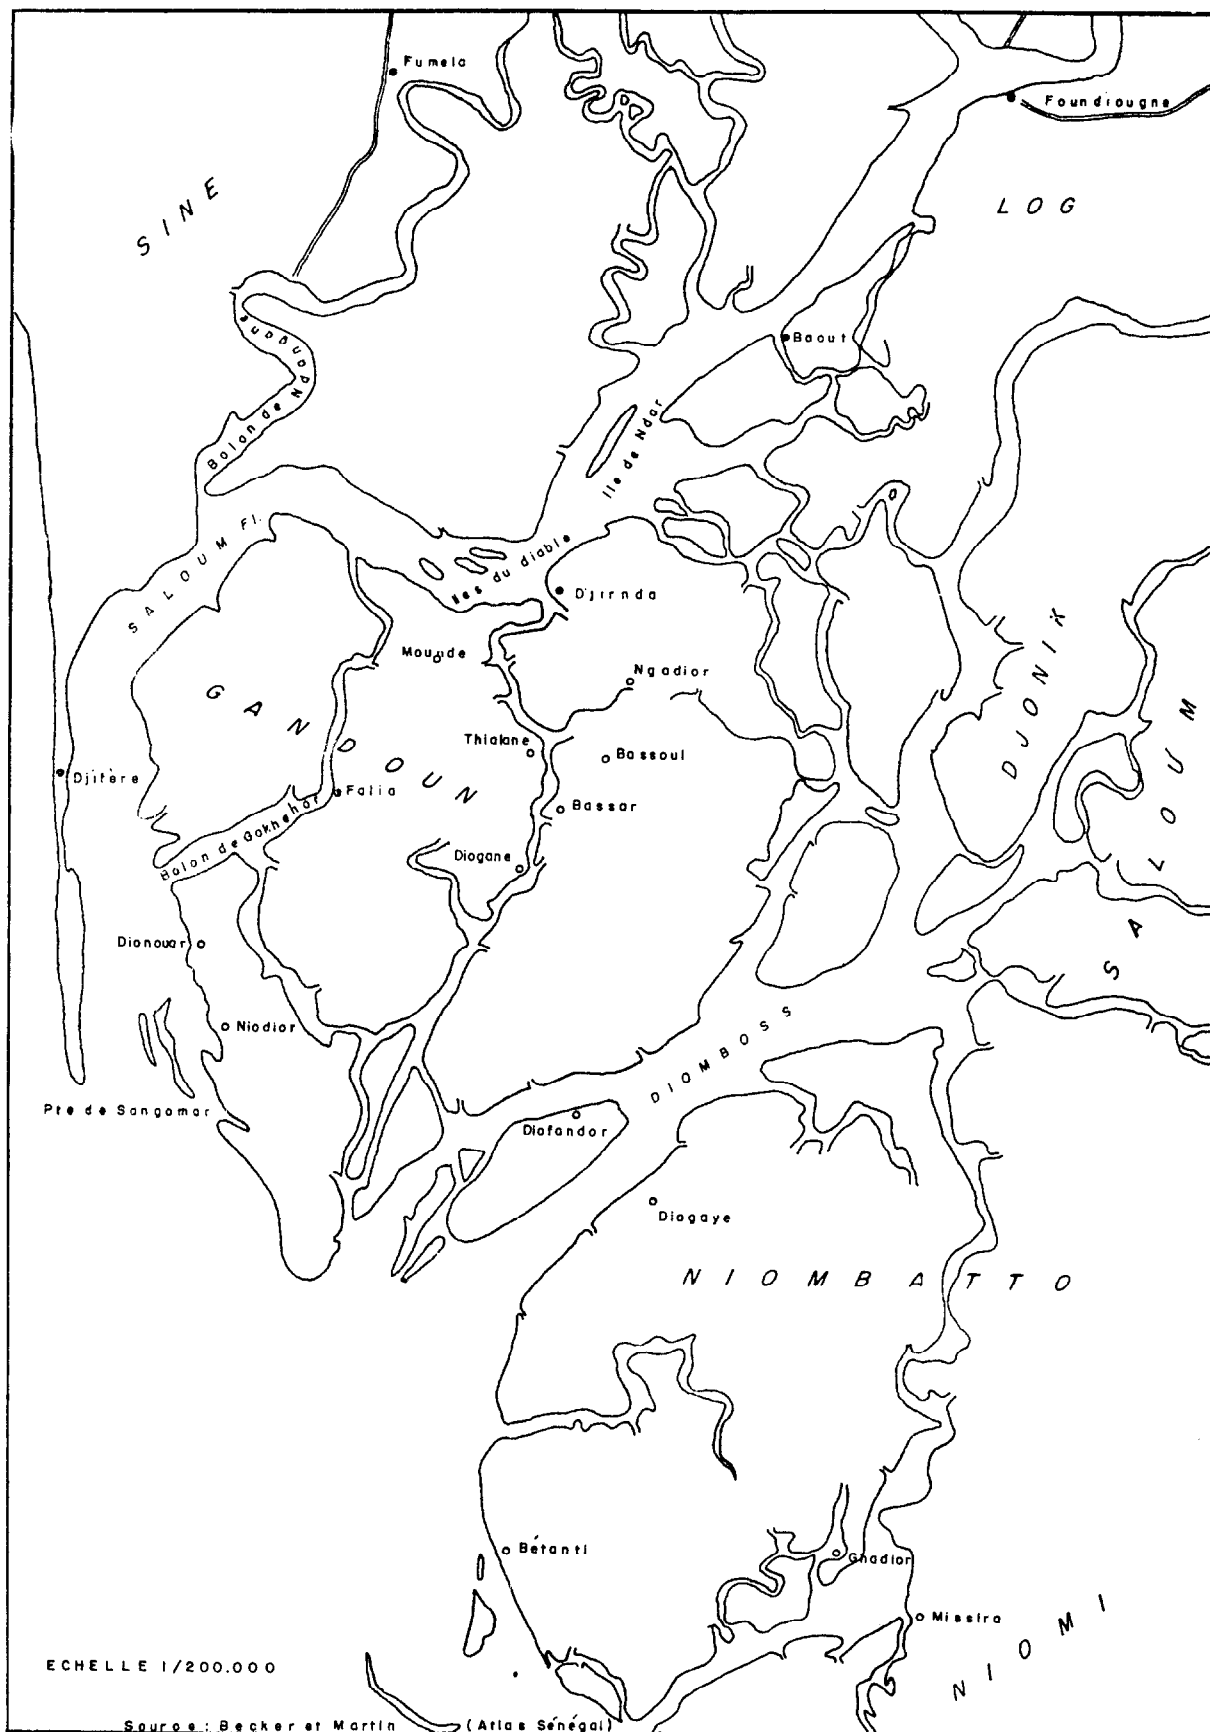 Fumela
Foundiougne
SINE
LOG
Baout
Bolon de Ndangane
Ile de Ndar
SALOUM Fl.
Iles du diable
Djirnda
Moundé
Ngadior
GANDOUN
DJONIK
SALOUM
Thialane
Bassoul
Djifère
Falia
Bassar
Bolon de Gokhehor
Diogane
Dionouar
Niodior
DIOMBOSS
Pte de Sangomar
Diofandor
Diogaye
NIOMBATTO
Bétanti
Gnadior
Missira
NIOMI
ECHELLE 1/200.000
Source: Becker et Martin (Atlas Sénégal)